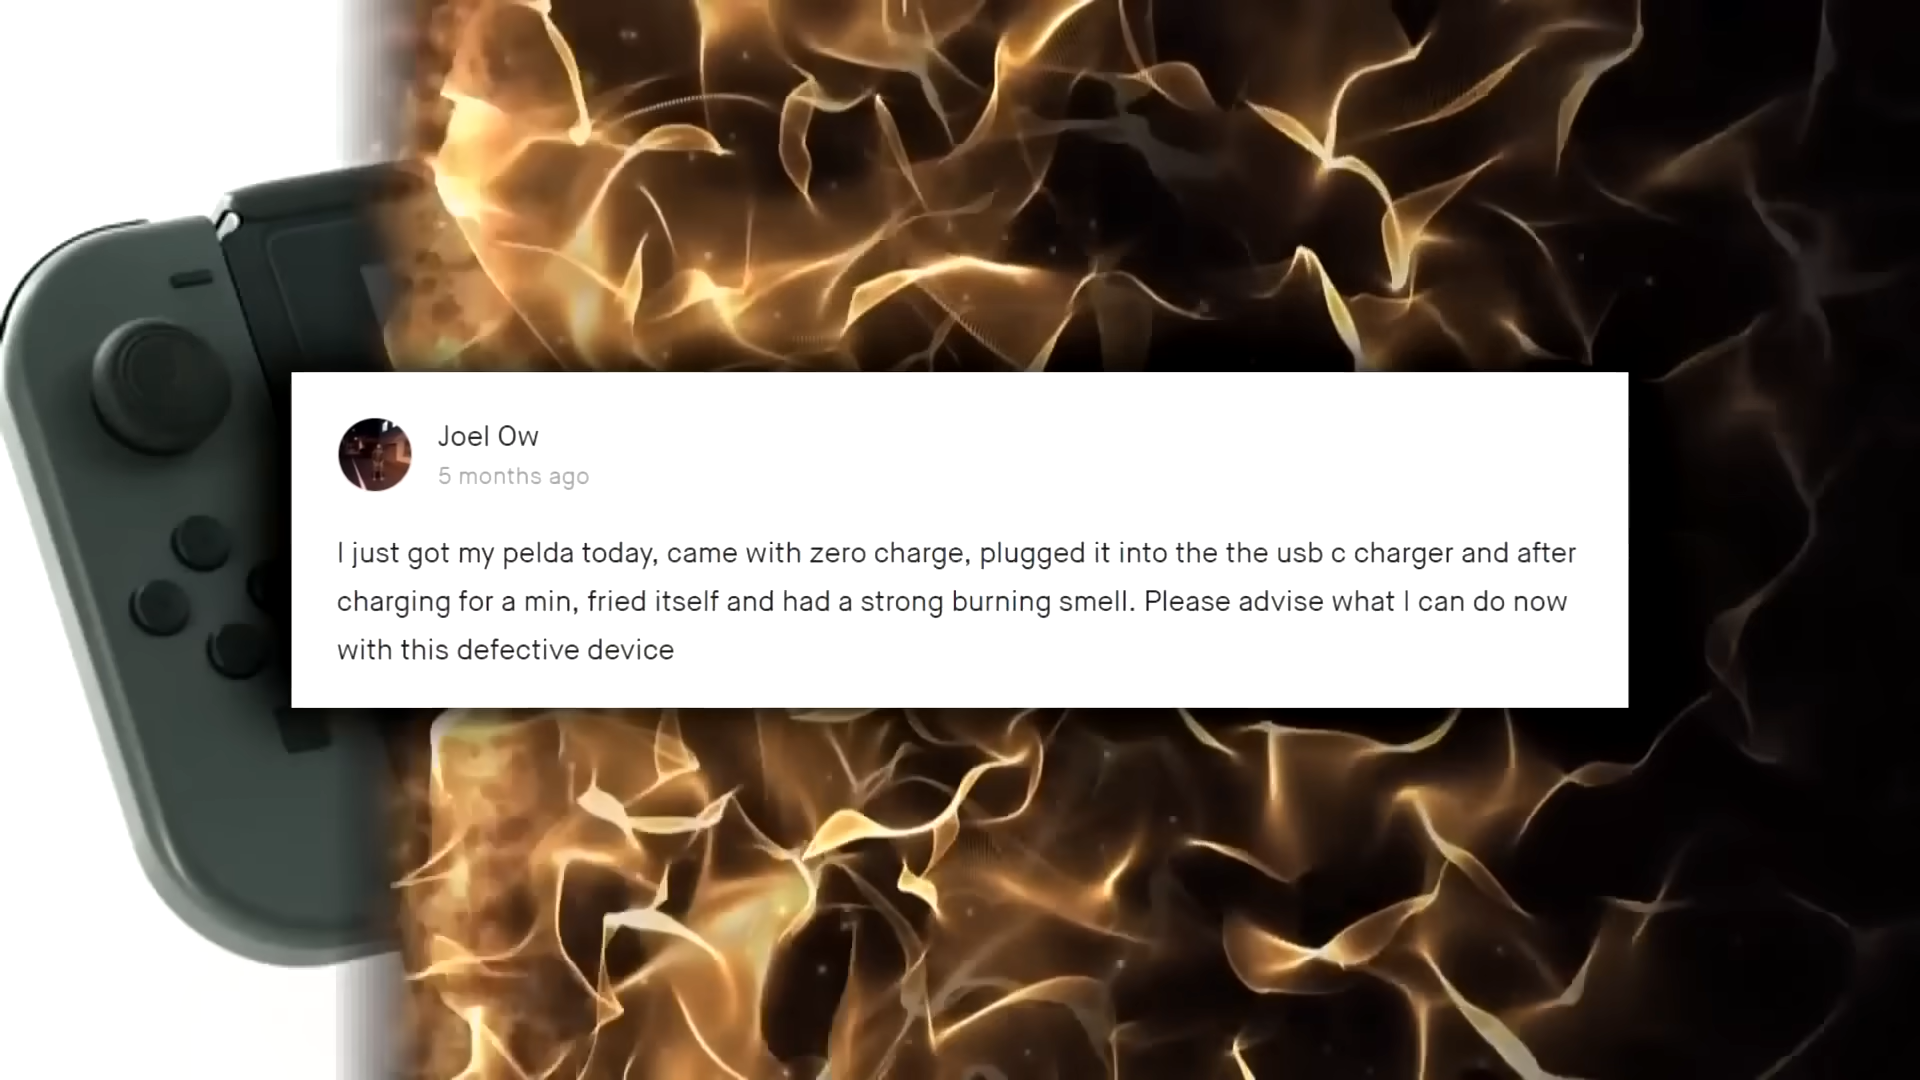 Joel Ow
5 months ago
I just got my pelda today, came with zero charge, plugged it into the the usb c charger and after
charging for a min, fried itself and had a strong burning smell. Please advise what I can do now
with this defective device